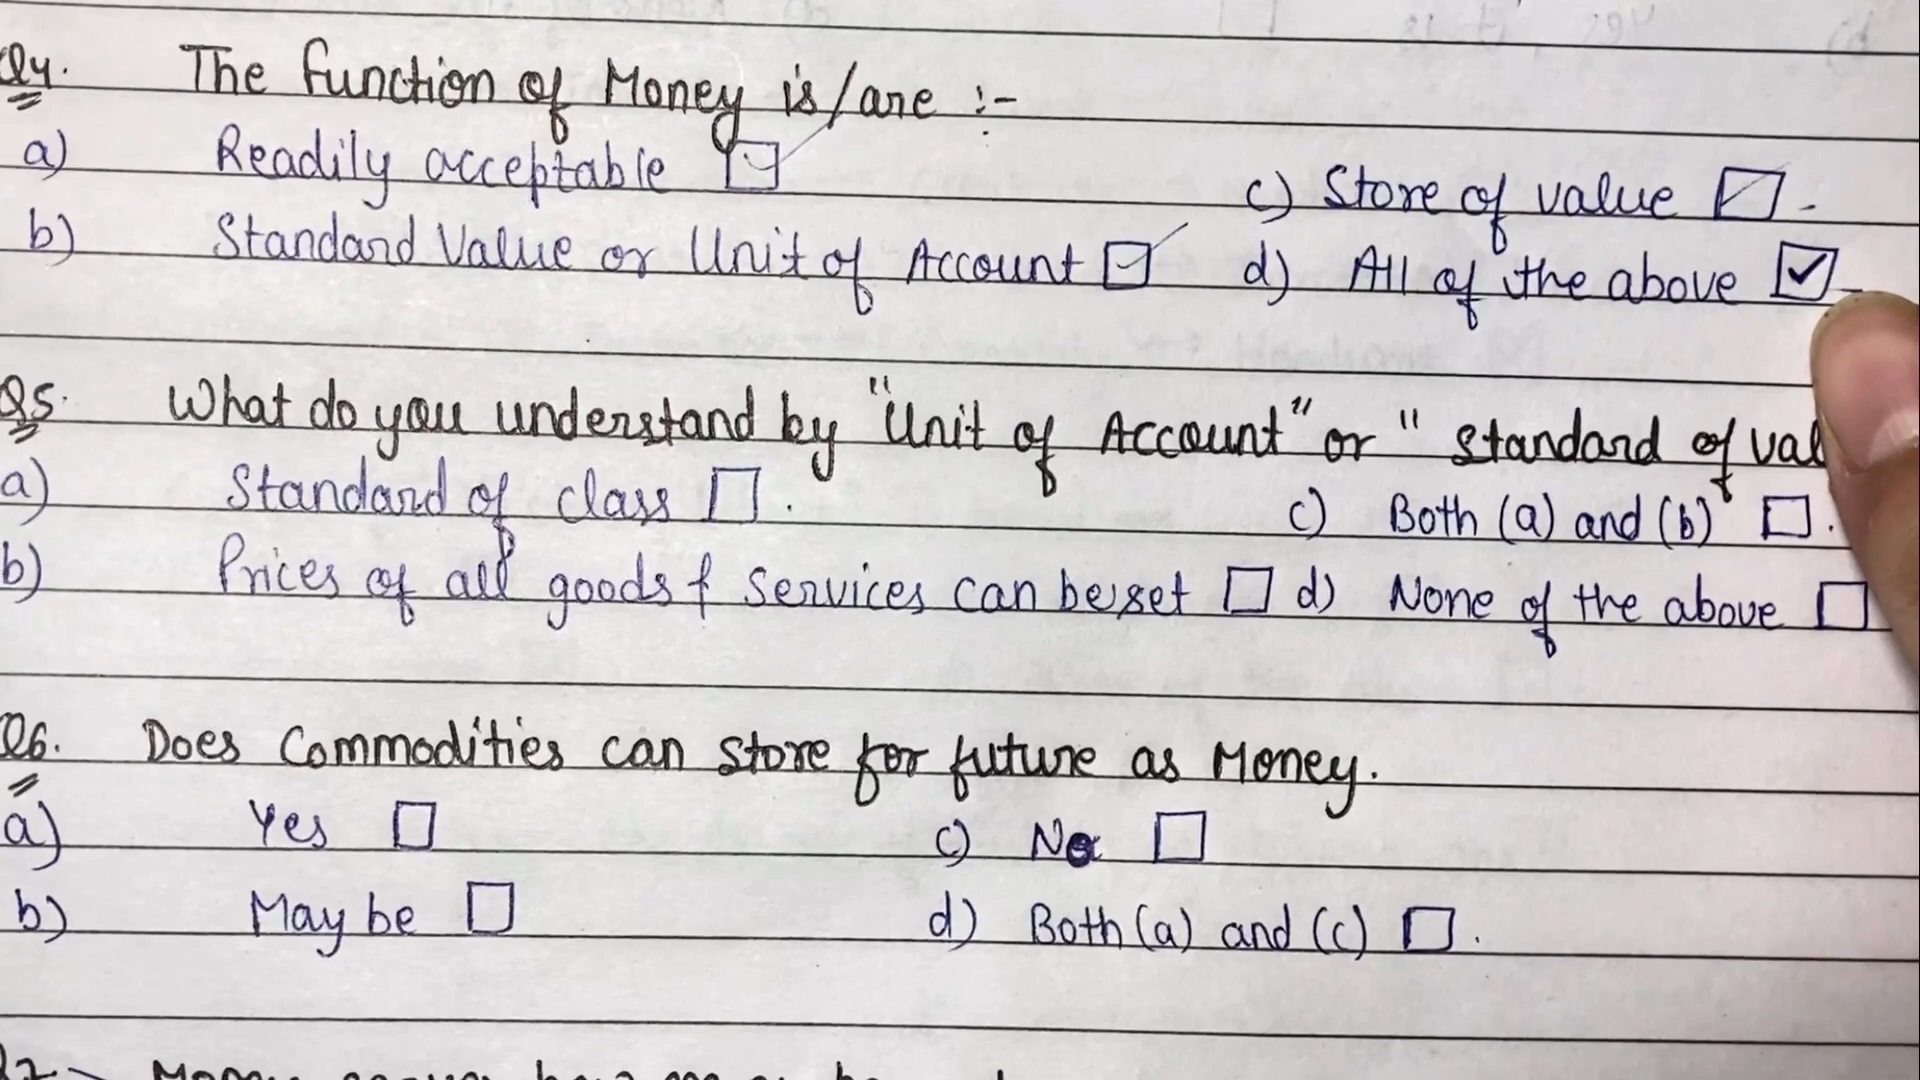 Q4. The function of Money is/are :-
a) Readily acceptable
c) Store of value
b) Standard Value or Unit of Account
d) All of the above
Q5. What do you understand by "Unit of Account" or "Standard of val
a) Standard of class
c) Both (a) and (b)
b) Prices of all goods & services can be set
d) None of the above
Q6. Does Commodities can store for future as Money.
a) Yes
c) No
b) May be
d) Both (a) and (c)